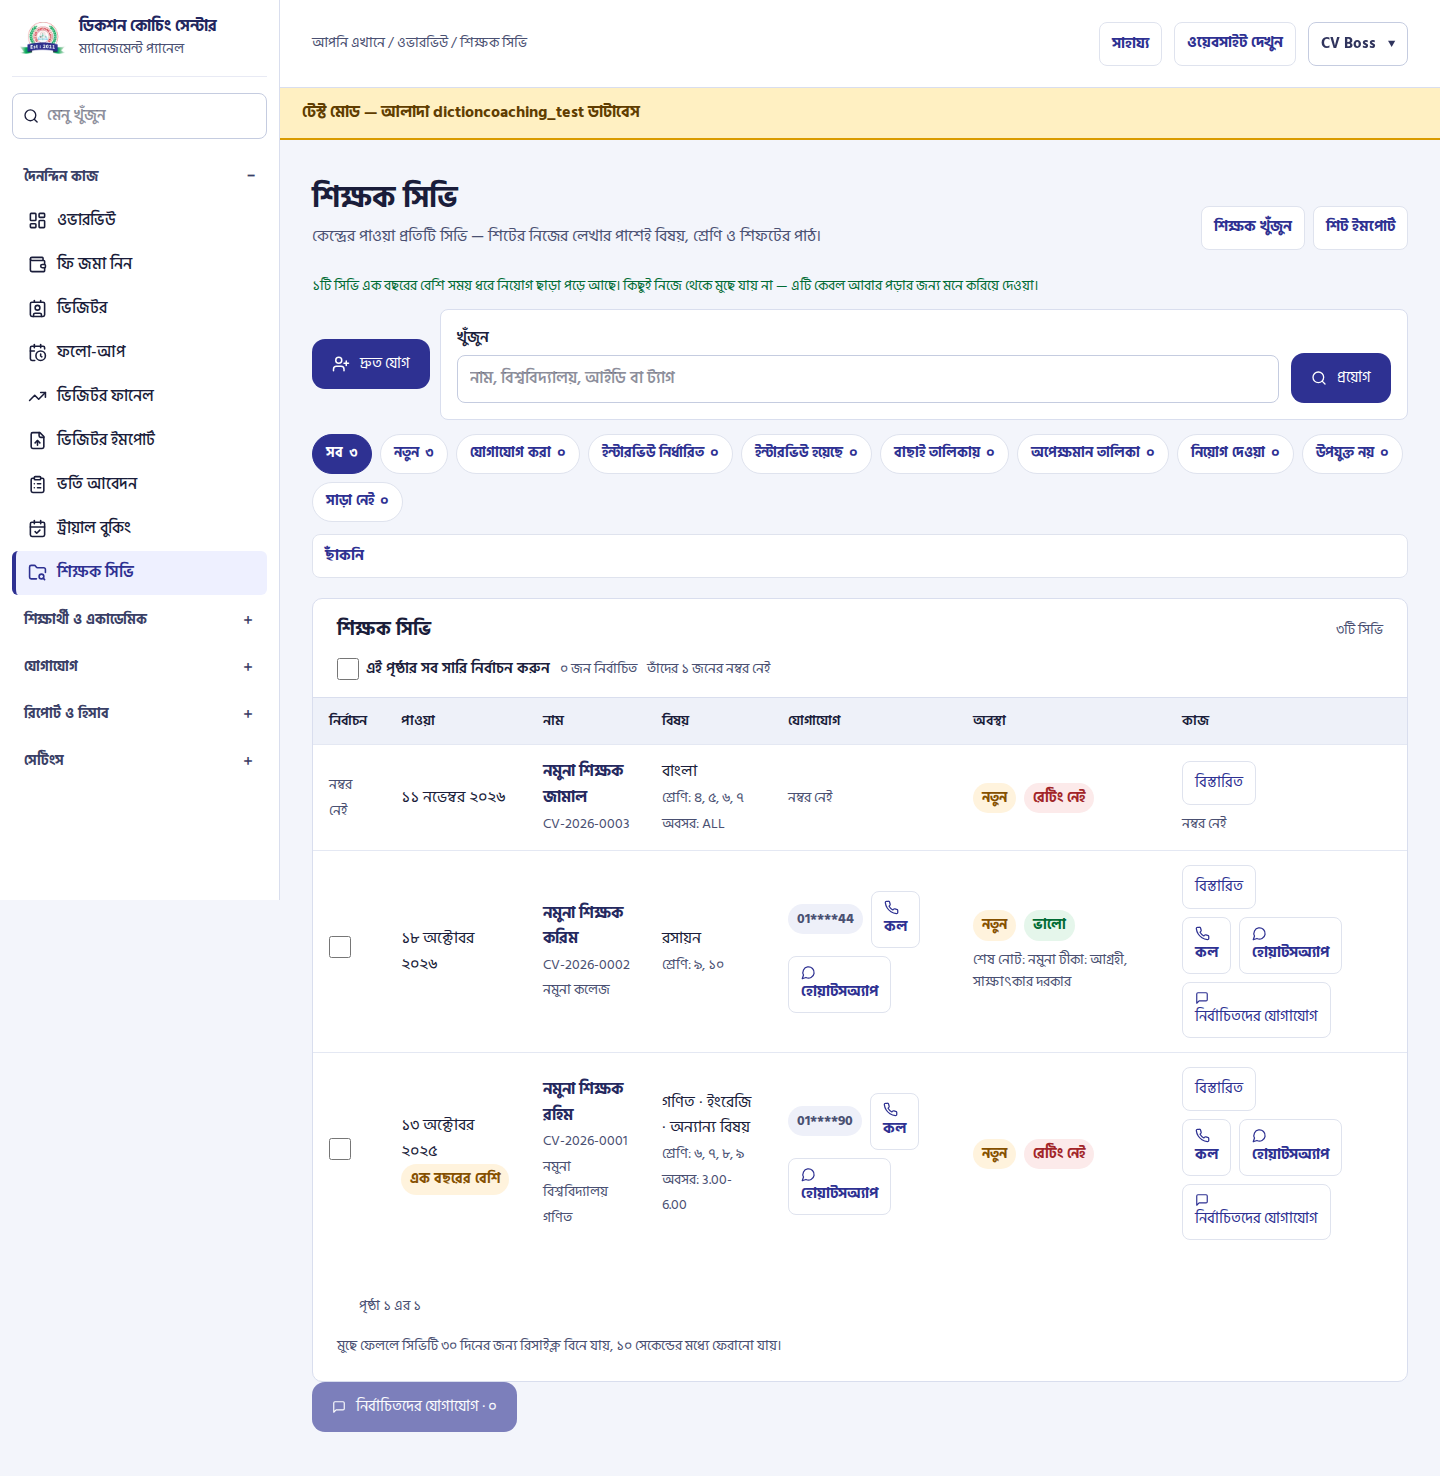 ডিকশন কোচিং সেন্টার
ম্যানেজমেন্ট প্যানেল
মেনু খুঁজুন
দৈনন্দিন কাজ −
ওভারভিউ
ফি জমা নিন
ভিজিটর
ফলো-আপ
ভিজিটর ফানেল
ভিজিটর ইমপোর্ট
ভর্তি আবেদন
ট্রায়াল বুকিং
শিক্ষক সিভি
শিক্ষার্থী ও একাডেমিক +
যোগাযোগ +
রিপোর্ট ও হিসাব +
সেটিংস +
আপনি এখানে / ওভারভিউ / শিক্ষক সিভি
সাহায্য
ওয়েবসাইট দেখুন
CV Boss
টেস্ট মোড — আলাদা dictioncoaching_test ডাটাবেস
শিক্ষক সিভি
কেন্দ্রের পাওয়া প্রতিটি সিভি — শিটের নিজের লেখার পাশেই বিষয়, শ্রেণি ও শিফটের পাঠ।
শিক্ষক খুঁজুন
শিট ইমপোর্ট
১টি সিভি এক বছরের বেশি সময় ধরে নিয়োগ ছাড়া পড়ে আছে। কিছুই নিজে থেকে মুছে যায় না — এটি কেবল আবার পড়ার জন্য মনে করিয়ে দেওয়া।
দ্রুত যোগ
খুঁজুন
নাম, বিশ্ববিদ্যালয়, আইডি বা ট্যাগ
প্রয়োগ
সব ৩
নতুন ৩
যোগাযোগ করা ০
ইন্টারভিউ নির্ধারিত ০
ইন্টারভিউ হয়েছে ০
বাছাই তালিকায় ০
অপেক্ষমান তালিকা ০
নিয়োগ দেওয়া ০
উপযুক্ত নয় ০
সাড়া নেই ০
ছাঁকনি
শিক্ষক সিভি
৩টি সিভি
এই পৃষ্ঠার সব সারি নির্বাচন করুন ০ জন নির্বাচিত তাঁদের ১ জনের নম্বর নেই
নির্বাচন পাওয়া নাম বিষয় যোগাযোগ অবস্থা কাজ
নম্বর
নেই
১১ নভেম্বর ২০২৬
নমুনা শিক্ষক
জামাল
CV-2026-0003
বাংলা
শ্রেণি: ৪, ৫, ৬, ৭
অবসর: ALL
নম্বর নেই
নতুন
রেটিং নেই
বিস্তারিত
নম্বর নেই
১৮ অক্টোবর
২০২৬
নমুনা শিক্ষক
করিম
CV-2026-0002
নমুনা কলেজ
রসায়ন
শ্রেণি: ৯, ১০
01****44
কল
হোয়াটসঅ্যাপ
নতুন
ভালো
শেষ নোট: নমুনা টীকা: আগ্রহী,
সাক্ষাৎকার দরকার
বিস্তারিত
কল
হোয়াটসঅ্যাপ
নির্বাচিতদের যোগাযোগ
১৩ অক্টোবর
২০২৫
এক বছরের বেশি
নমুনা শিক্ষক
রহিম
CV-2026-0001
নমুনা
বিশ্ববিদ্যালয়
গণিত
গণিত · ইংরেজি
· অন্যান্য বিষয়
শ্রেণি: ৬, ৭, ৮, ৯
অবসর: 3.00-
6.00
01****90
কল
হোয়াটসঅ্যাপ
নতুন
রেটিং নেই
বিস্তারিত
কল
হোয়াটসঅ্যাপ
নির্বাচিতদের যোগাযোগ
পৃষ্ঠা ১ এর ১
মুছে ফেললে সিভিটি ৩০ দিনের জন্য রিসাইক্ল বিনে যায়, ১০ সেকেন্ডের মধ্যে ফেরানো যায়।
নির্বাচিতদের যোগাযোগ · ০